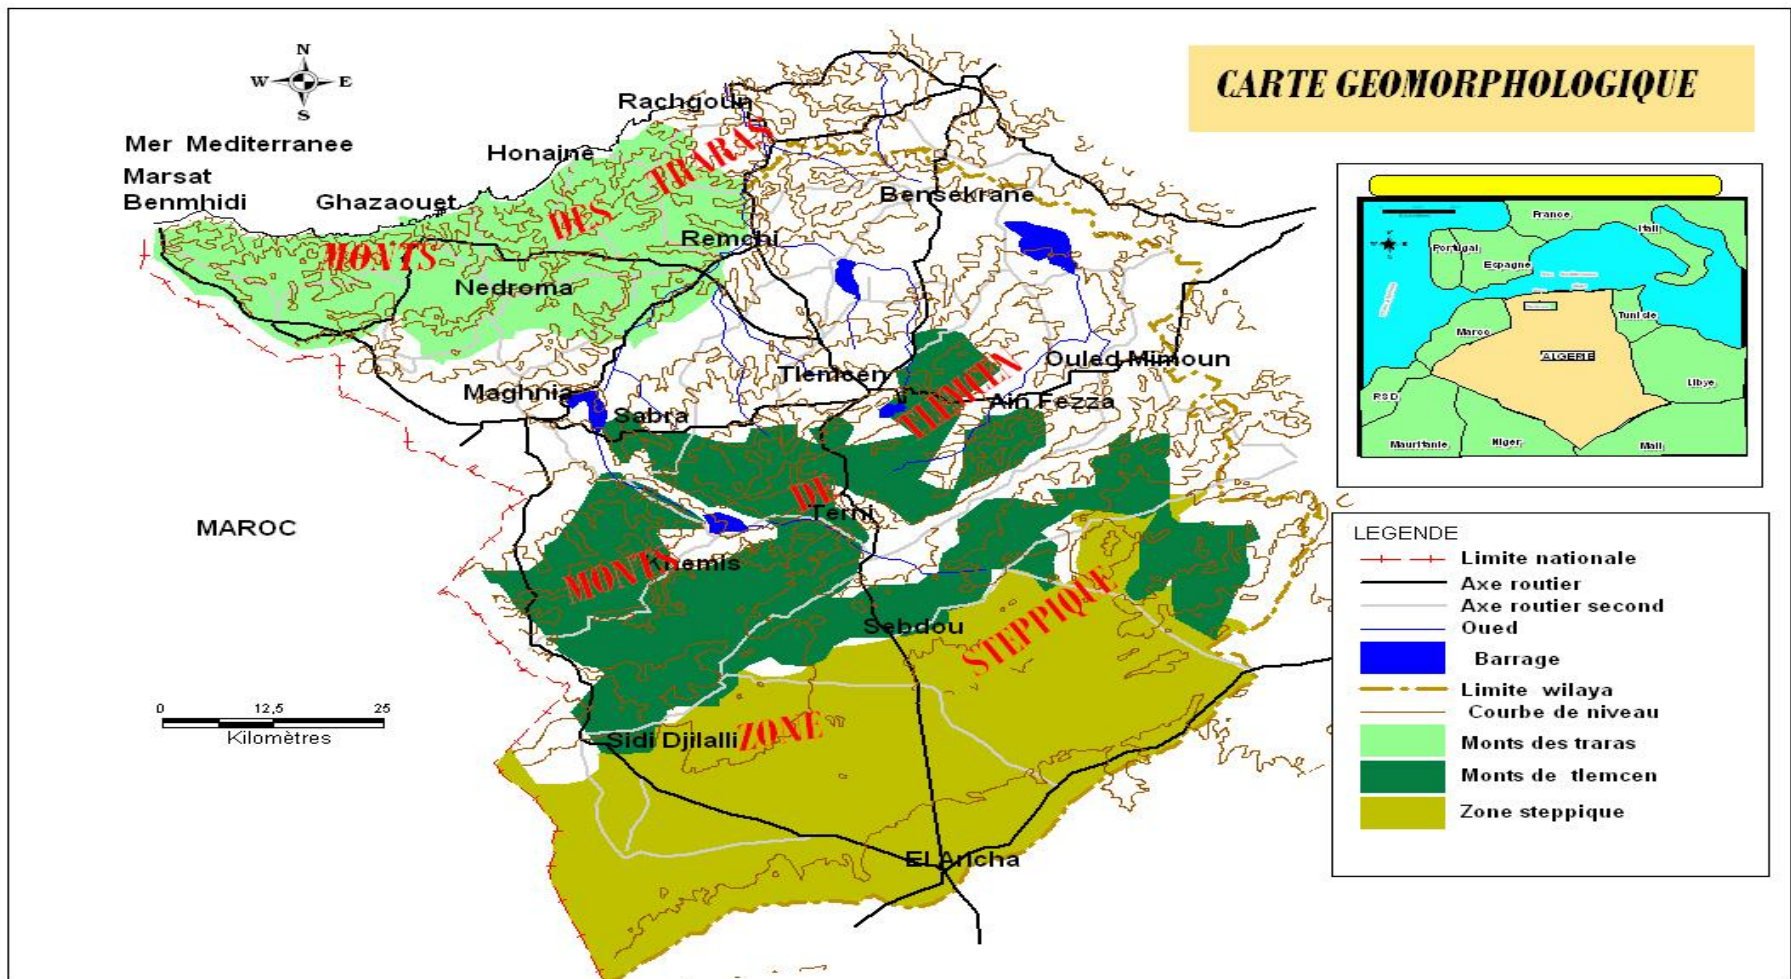 CARTE GEOMORPHOLOGIQUE
N
W E
S
Mer Mediterranee
Marsat
Benmhidi
Ghazaouet
Honaine
Rachgoun
MONTS DES TRARAS
Bensekrane
Remchi
Nedroma
Maghnia
Sabra
Tlemcen
Ouled Mimoun
Ain Fezza
MONTS DE TLEMCEN
Terni
Khemis
MAROC
Sebdou
ZONE STEPPIQUE
Sidi Djilalli
El Aricha
0 12,5 25
Kilomètres
France
Itali
Portugal
Espagne
Tunisie
Maroc
ALGERIE
Libye
RSD
Mauritanie
Niger
Mali
LEGENDE
Limite nationale
Axe routier
Axe routier second
Oued
Barrage
Limite wilaya
Courbe de niveau
Monts des traras
Monts de tlemcen
Zone steppique